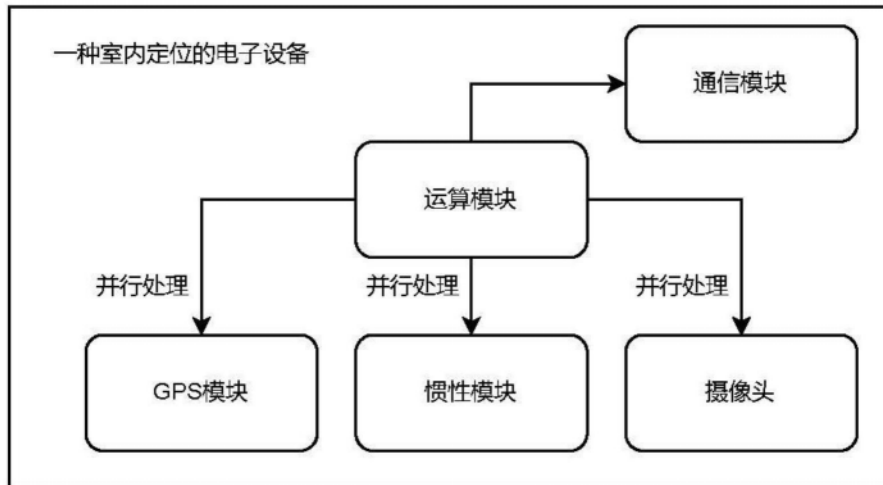 一种室内定位的电子设备
通信模块
运算模块
并行处理
并行处理
并行处理
GPS模块
惯性模块
摄像头